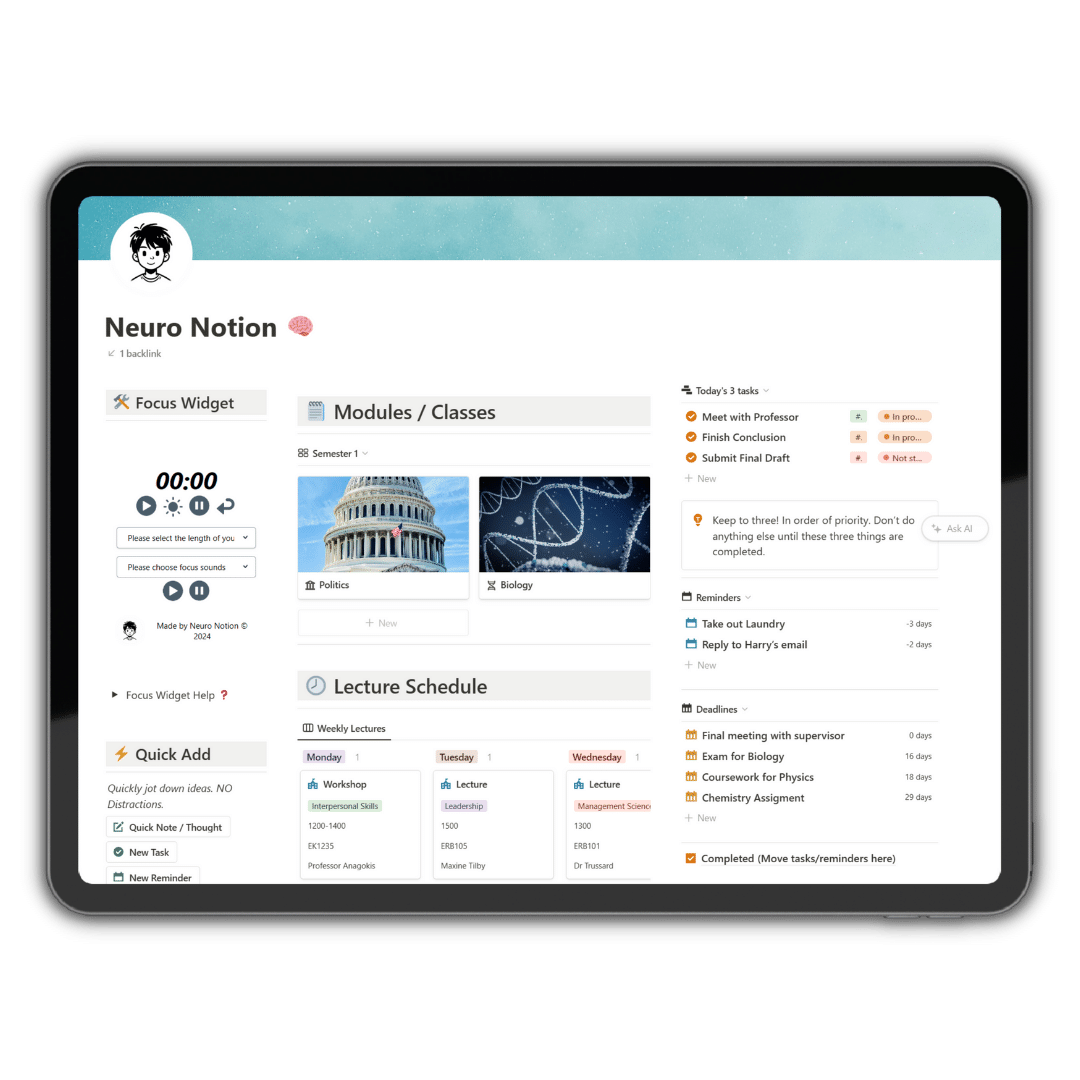 Neuro Notion
1 backlink
Focus Widget
00:00
Please select the length of you
Please choose focus sounds
Made by Neuro Notion ©
2024
Focus Widget Help
Quick Add
Quickly jot down ideas. NO
Distractions.
Quick Note / Thought
New Task
New Reminder
Modules / Classes
Semester 1
Politics
Biology
+ New
Lecture Schedule
Weekly Lectures
Monday 1
Workshop
Interpersonal Skills
1200-1400
EK1235
Professor Anagokis
Tuesday 1
Lecture
Leadership
1500
ERB105
Maxine Tilby
Wednesday 1
Lecture
Management Science
1300
ERB101
Dr Trussard
Today's 3 tasks
Meet with Professor #. In pro...
Finish Conclusion #. In pro...
Submit Final Draft #. Not st...
+ New
Keep to three! In order of priority. Don't do
anything else until these three things are
completed.
Ask AI
Reminders
Take out Laundry -3 days
Reply to Harry's email -2 days
+ New
Deadlines
Final meeting with supervisor 0 days
Exam for Biology 16 days
Coursework for Physics 18 days
Chemistry Assigment 29 days
+ New
Completed (Move tasks/reminders here)